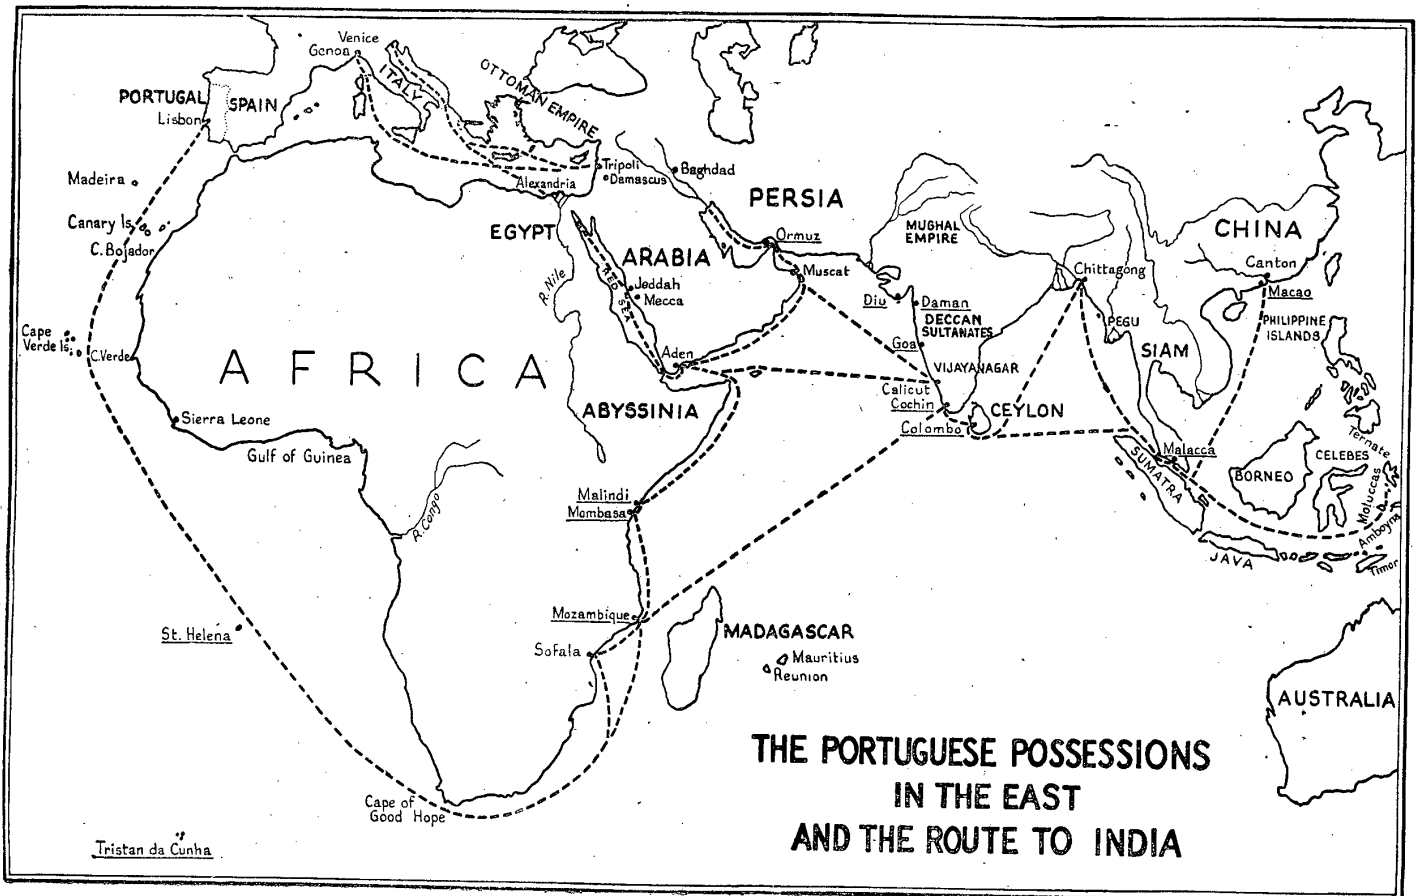 Venice
Genoa
ITALY
OTTOMAN EMPIRE
PORTUGAL
SPAIN
Lisbon
Tripoli
Damascus
Baghdad
Madeira
Alexandria
PERSIA
Canary Is.
C. Bojador
EGYPT
ARABIA
Ormuz
MUGHAL
EMPIRE
CHINA
R. Nile
RED SEA
Jeddah
Mecca
Muscat
Chittagong
Canton
Macao
Diu
Daman
DECCAN
SULTANATES
PEGU
PHILIPPINE
ISLANDS
Cape
Verde Is.
C. Verde
AFRICA
Aden
Goa
SIAM
VIJAYANAGAR
ABYSSINIA
Calicut
Cochin
Colombo
CEYLON
Sierra Leone
Gulf of Guinea
Ternate
Malacca
SUMATRA
BORNEO
CELEBES
Moluccas
R. Congo
Malindi
Mombasa
Amboyna
JAVA
Timor
St. Helena
Mozambique
Sofala
MADAGASCAR
Mauritius
Reunion
AUSTRALIA
Cape of
Good Hope
Tristan da Cunha
THE PORTUGUESE POSSESSIONS
IN THE EAST
AND THE ROUTE TO INDIA